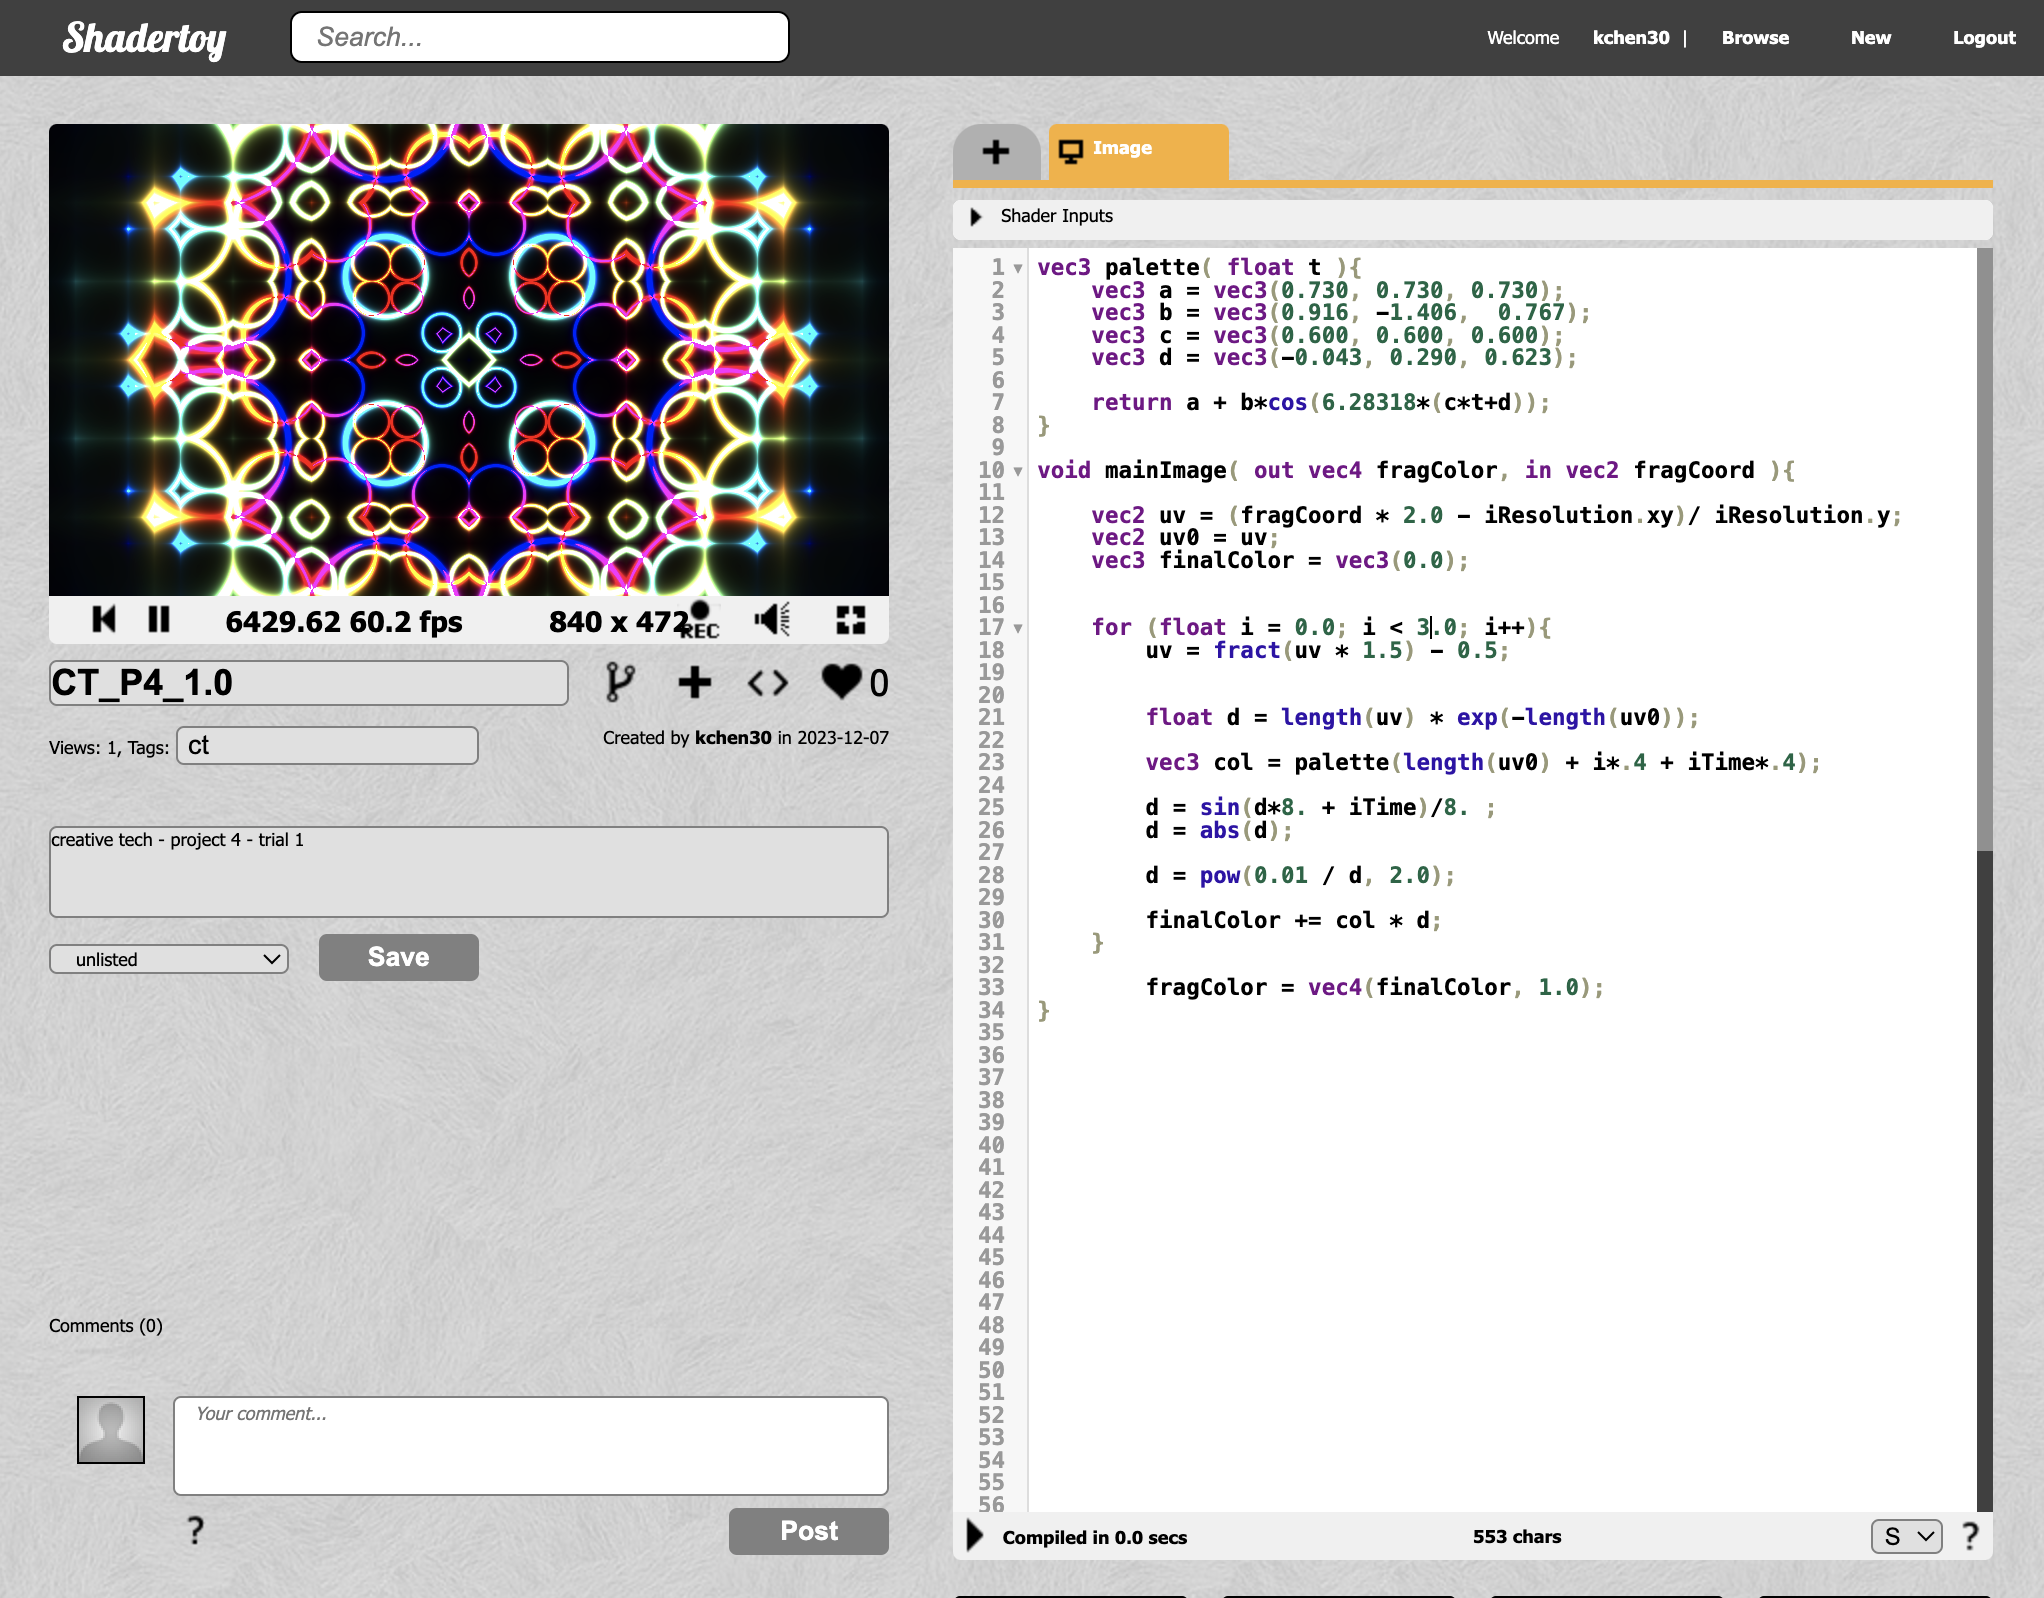 Shadertoy
Search...
Welcome kchen30 | Browse New Logout
Image
Shader Inputs
1 vec3 palette( float t ){
2 vec3 a = vec3(0.730, 0.730, 0.730);
3 vec3 b = vec3(0.916, -1.406,  0.767);
4 vec3 c = vec3(0.600, 0.600, 0.600);
5 vec3 d = vec3(-0.043, 0.290, 0.623);
6
7 return a + b*cos(6.28318*(c*t+d));
8 }
9
10 void mainImage( out vec4 fragColor, in vec2 fragCoord ){
11
12 vec2 uv = (fragCoord * 2.0 - iResolution.xy)/ iResolution.y;
13 vec2 uv0 = uv;
14 vec3 finalColor = vec3(0.0);
15
16
17 for (float i = 0.0; i < 3.0; i++){
18 uv = fract(uv * 1.5) - 0.5;
19
20
21 float d = length(uv) * exp(-length(uv0));
22
23 vec3 col = palette(length(uv0) + i*.4 + iTime*.4);
24
25 d = sin(d*8. + iTime)/8. ;
26 d = abs(d);
27
28 d = pow(0.01 / d, 2.0);
29
30 finalColor += col * d;
31 }
32
33 fragColor = vec4(finalColor, 1.0);
34 }
35
36
37
38
39
40
41
42
43
44
45
46
47
48
49
50
51
52
53
54
55
56
Compiled in 0.0 secs 553 chars S ?
6429.62 60.2 fps 840 x 472 REC
CT_P4_1.0
0
Views: 1, Tags: ct
Created by kchen30 in 2023-12-07
creative tech - project 4 - trial 1
unlisted
Save
Comments (0)
Your comment...
?
Post